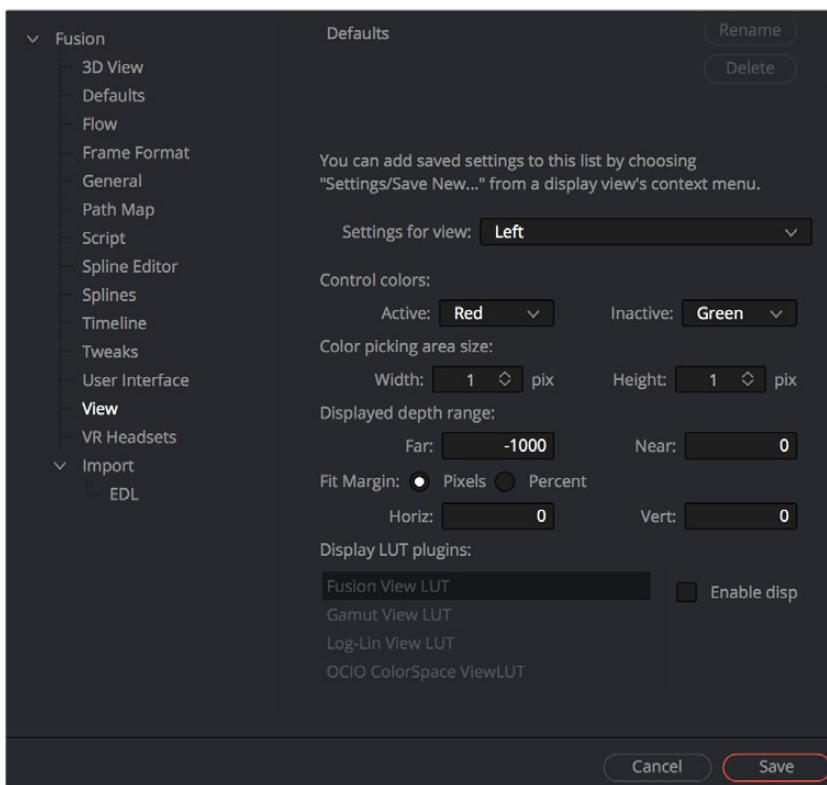 Fusion
3D View
Defaults
Flow
Frame Format
General
Path Map
Script
Spline Editor
Splines
Timeline
Tweaks
User Interface
View
VR Headsets
Import
EDL
Defaults
Rename
Delete
You can add saved settings to this list by choosing
"Settings/Save New..." from a display view's context menu.
Settings for view: Left
Control colors:
Active: Red Inactive: Green
Color picking area size:
Width: 1 pix Height: 1 pix
Displayed depth range:
Far: -1000 Near: 0
Fit Margin: Pixels Percent
Horiz: 0 Vert: 0
Display LUT plugins:
Fusion View LUT
Enable disp
Gamut View LUT
Log-Lin View LUT
OCIO ColorSpace ViewLUT
Cancel Save